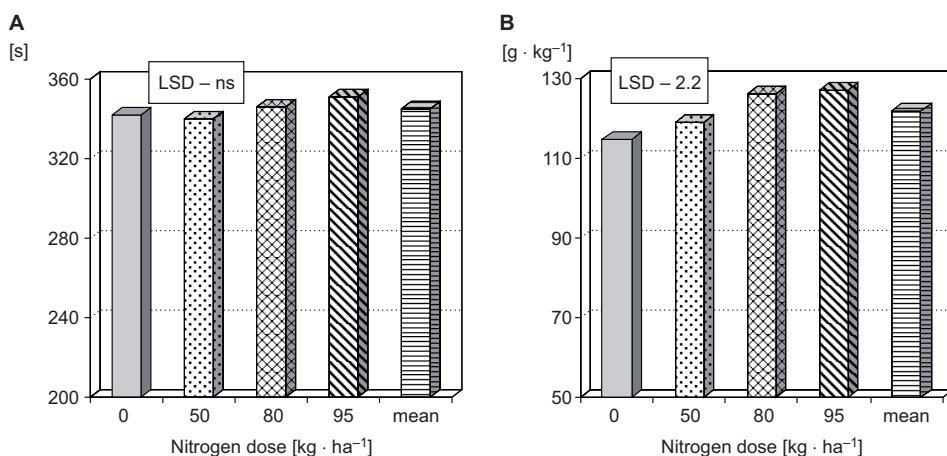 A
[s]
LSD – ns
360
320
280
240
200
0 50 80 95 mean
Nitrogen dose [kg · ha⁻¹]
B
[g · kg⁻¹]
LSD – 2.2
130
110
90
70
50
0 50 80 95 mean
Nitrogen dose [kg · ha⁻¹]